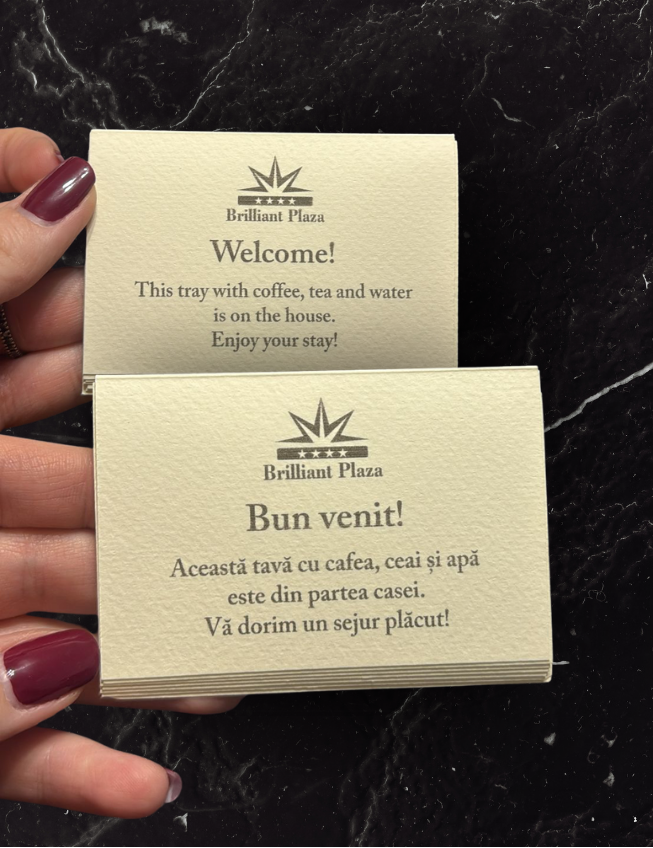 Brilliant Plaza
Welcome!
This tray with coffee, tea and water
is on the house.
Enjoy your stay!
Brilliant Plaza
Bun venit!
Această tavă cu cafea, ceai și apă
este din partea casei.
Vă dorim un sejur plăcut!